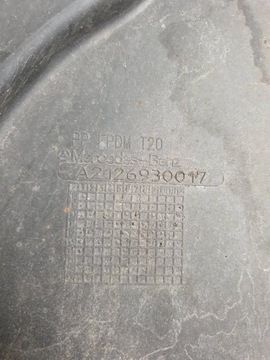 PP EPDM T20
Mercedes-Benz
A2126930017